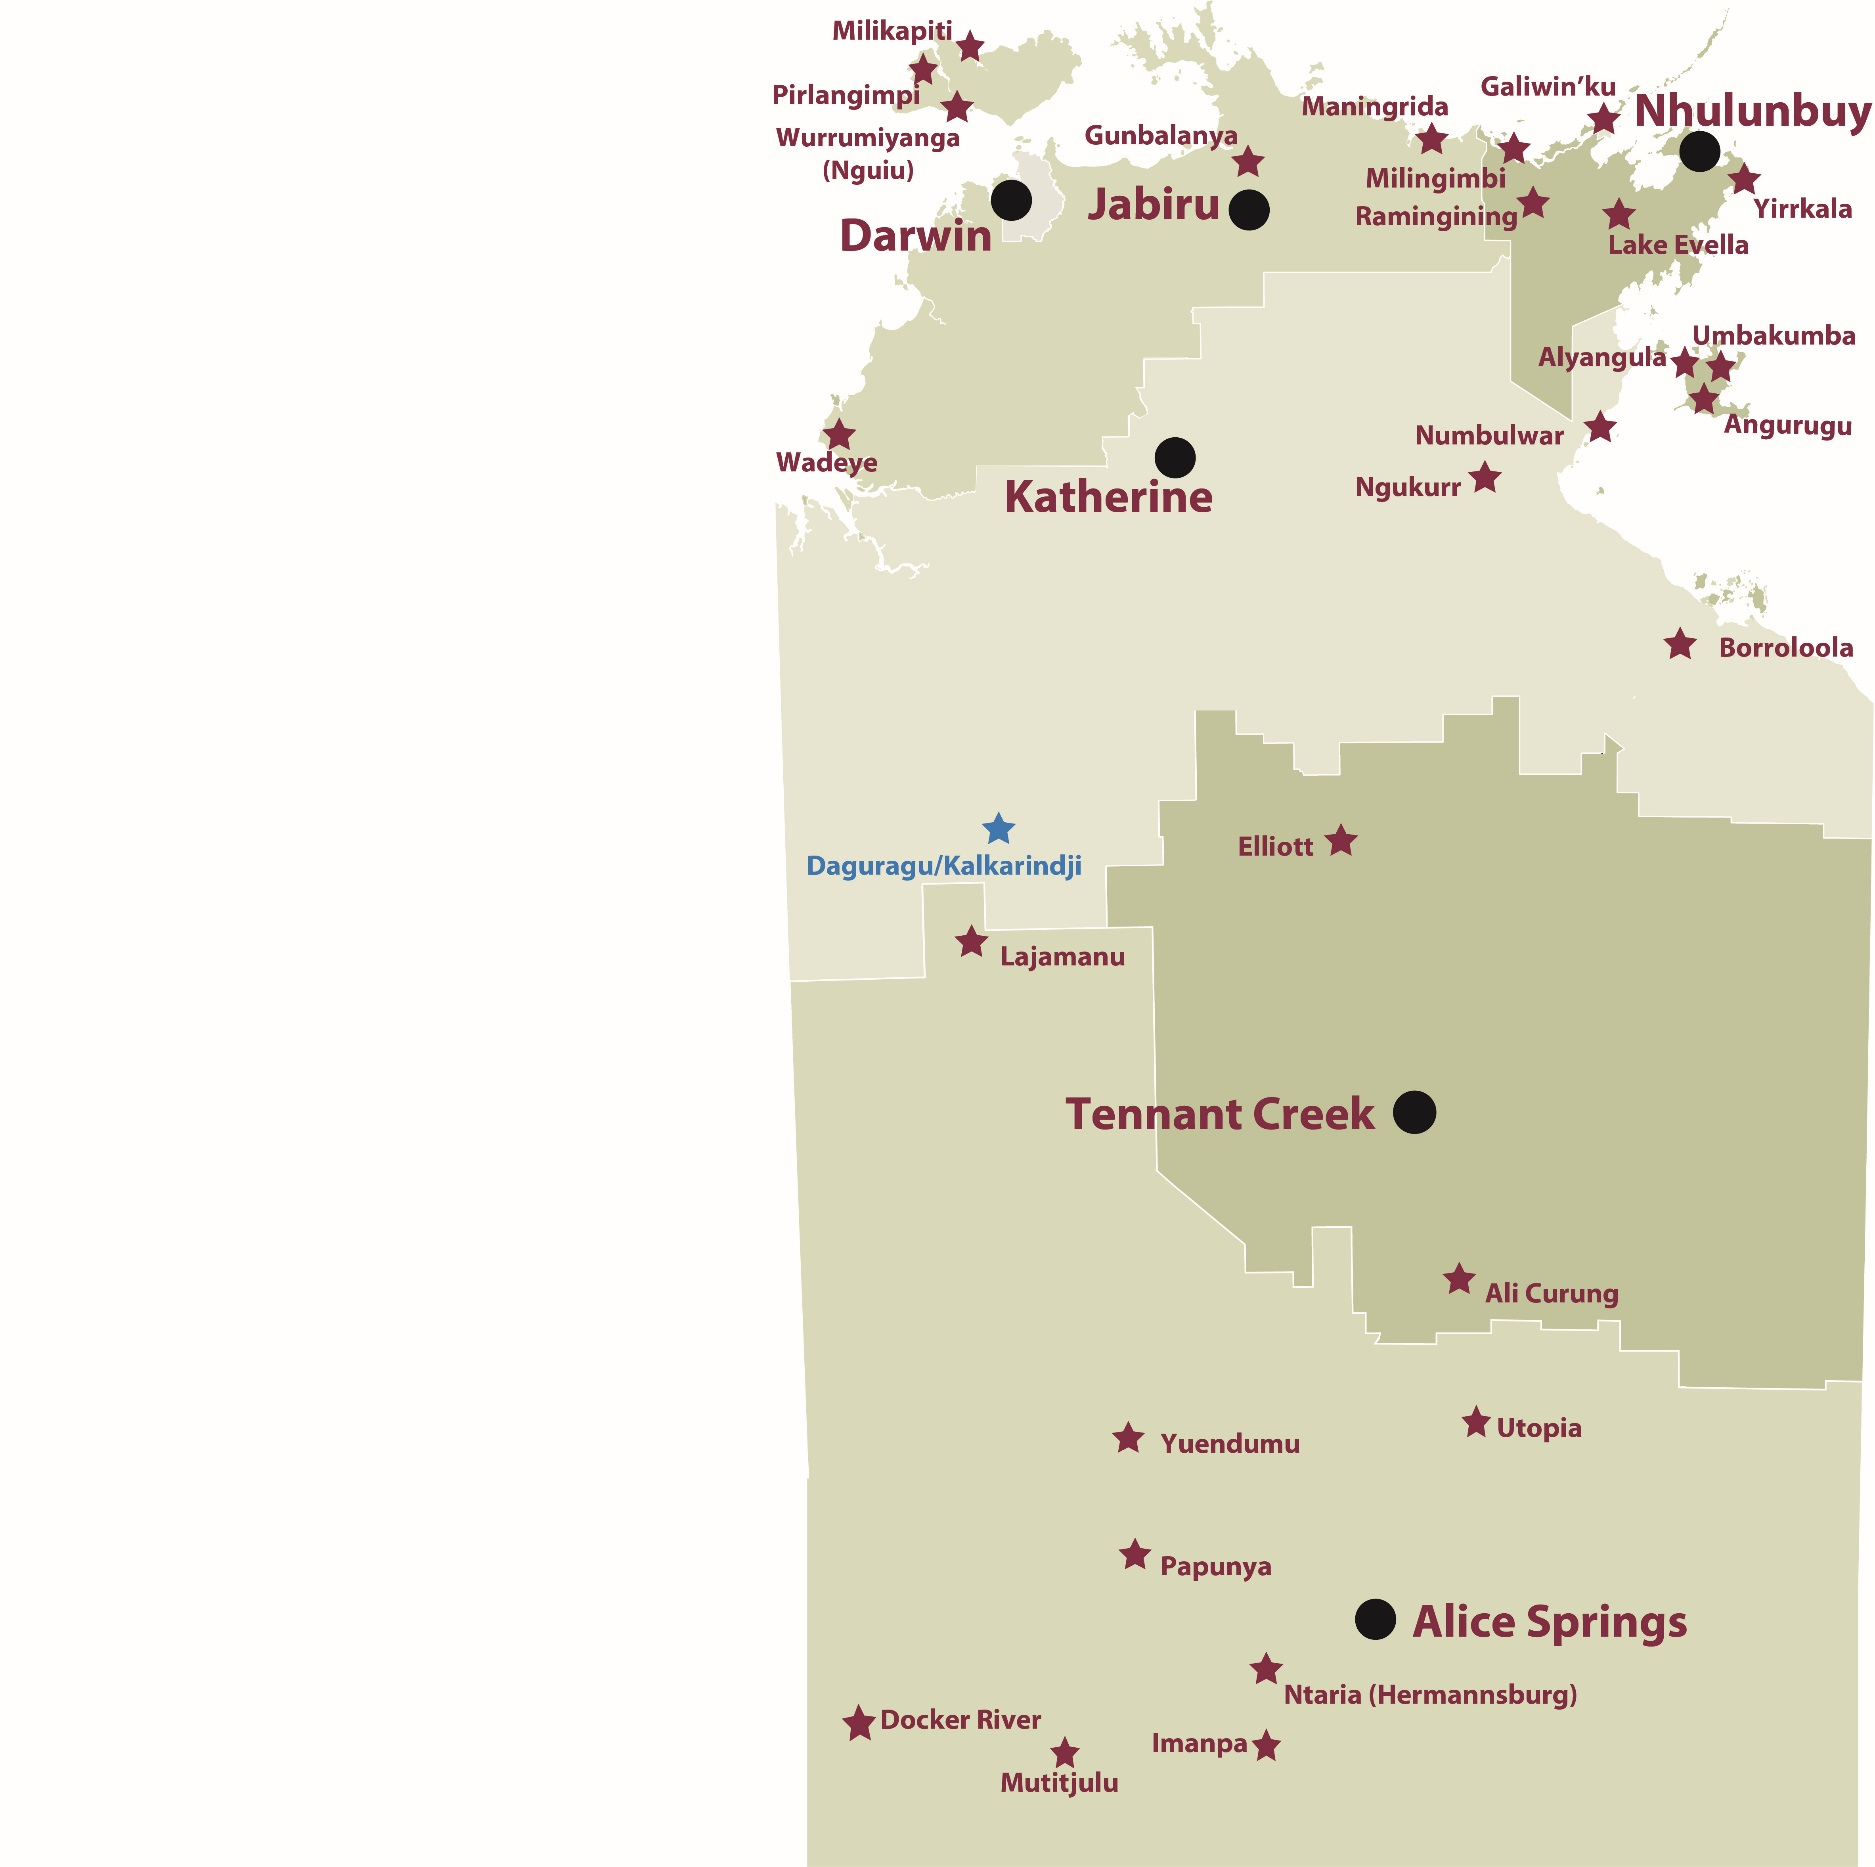 Milikapiti
Pirlangimpi
Wurrumiyanga
(Nguiu)
Darwin
Gunbalanya
Jabiru
Maningrida
Galiwin’ku
Nhulunbuy
Milingimbi
Ramingining
Yirrkala
Lake Evella
Umbakumba
Alyangula
Angurugu
Numbulwar
Wadeye
Katherine
Ngukurr
Borroloola
Elliott
Daguragu/Kalkarindji
Lajamanu
Tennant Creek
Ali Curung
Utopia
Yuendumu
Papunya
Alice Springs
Ntaria (Hermannsburg)
Docker River
Imanpa
Mutitjulu